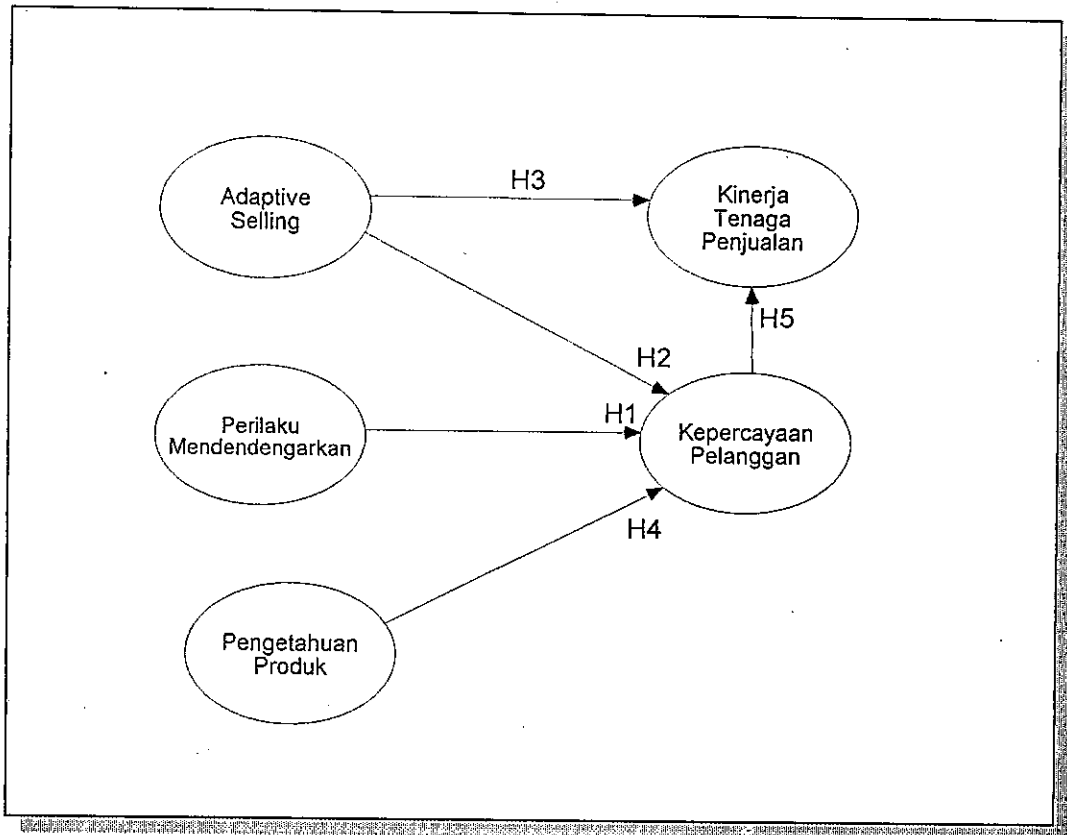 Adaptive
Selling
H3
Kinerja
Tenaga
Penjualan
H5
H2
Perilaku
Mendendengarkan
H1
Kepercayaan
Pelanggan
H4
Pengetahuan
Produk